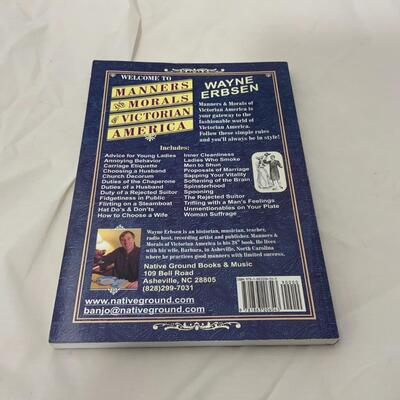 WELCOME TO
MANNERS
AND MORALS
OF VICTORIAN
AMERICA
WAYNE
ERBSEN
Manners & Morals of
Victorian America is
your gateway to the
fashionable world of
Victorian America.
Follow these simple rules
and you'll always be in style!
Includes:
Advice for Young Ladies
Annoying Behavior
Carriage Etiquette
Choosing a Husband
Church Decorum
Duties of the Chaperone
Duties of a Husband
Duty of a Rejected Suitor
Fidgetiness in Public
Flirting on a Steamboat
Hat Do's & Don'ts
How to Choose a Wife
Inner Cleanliness
Ladies Who Smoke
Men to Shun
Proposals of Marriage
Sapping Your Vitality
Softening of the Brain
Spinsterhood
Spooning
The Rejected Suitor
Trifling with a Man's Feelings
Unmentionables on Your Plate
Woman Suffrage
Wayne Erbsen is an historian, musician, teacher,
radio host, recording artist and publisher. Manners &
Morals of Victorian America is his 28th book. He lives
with his wife, Barbara, in Asheville, North Carolina
where he practices good manners with limited success.
Native Ground Books & Music
109 Bell Road
Asheville, NC 28805
(828)299-7031
www.nativeground.com
banjo@nativeground.com